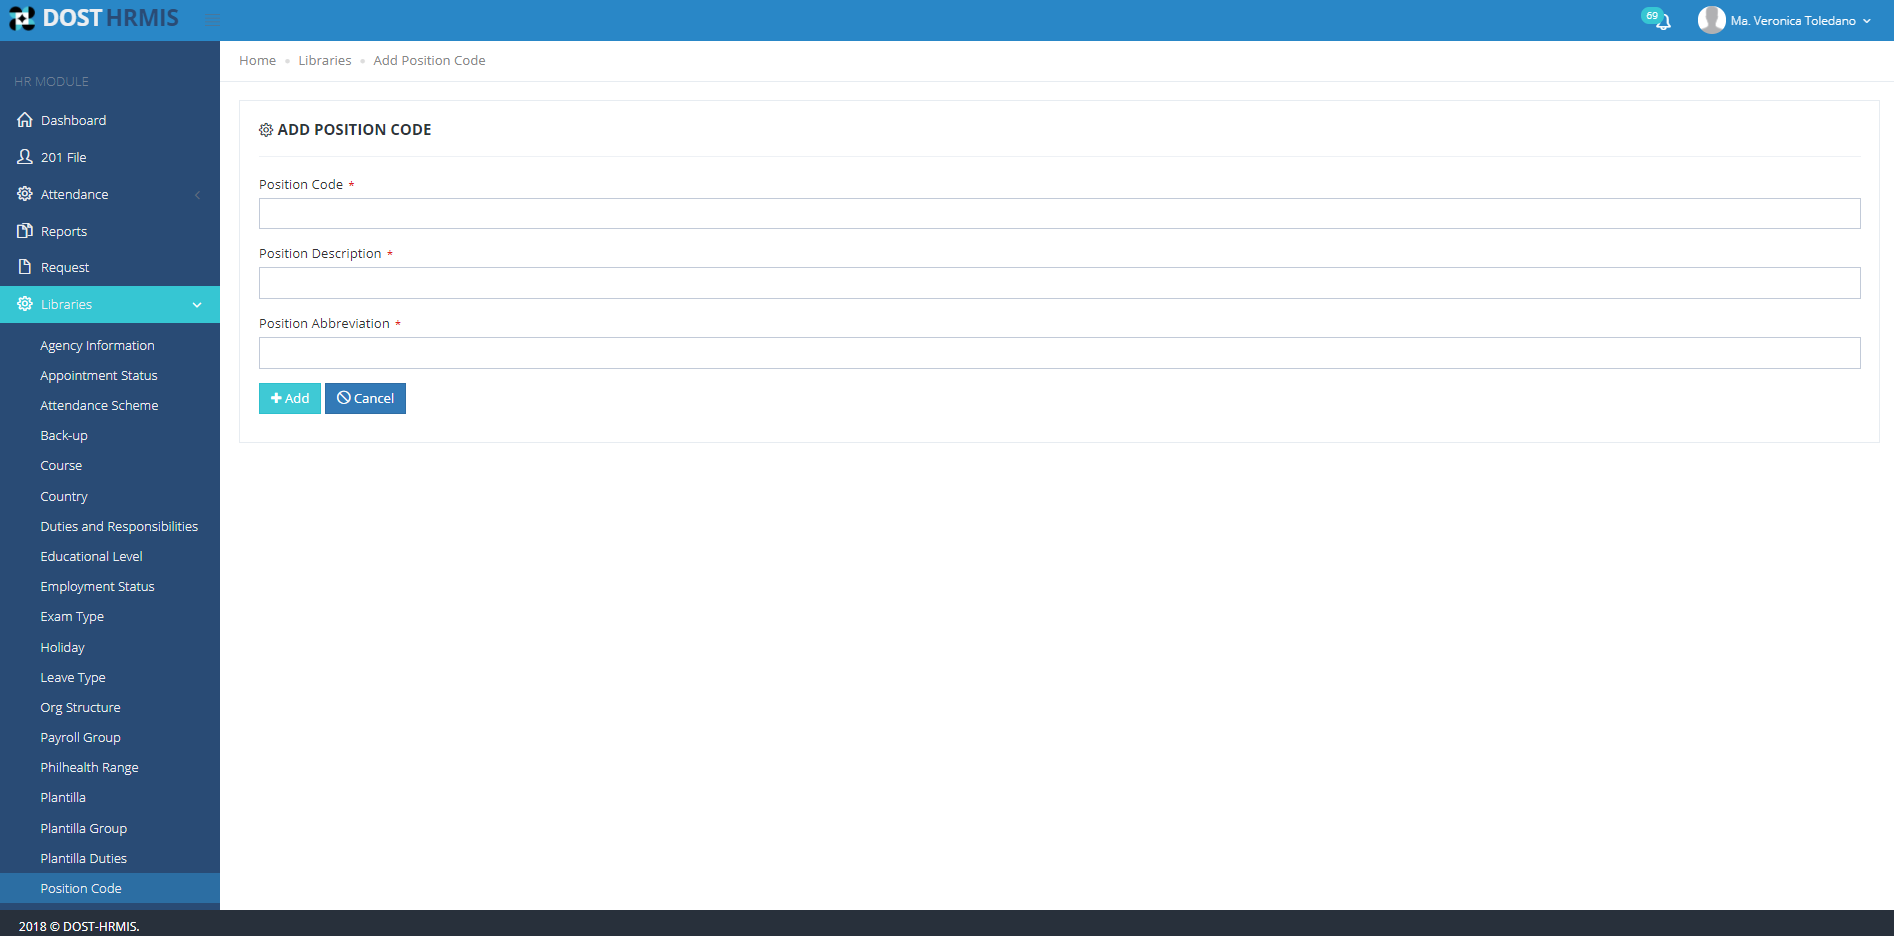 DOST HRMIS
69
Ma. Veronica Toledano
HR MODULE
Dashboard
201 File
Attendance
Reports
Request
Libraries
Agency Information
Appointment Status
Attendance Scheme
Back-up
Course
Country
Duties and Responsibilities
Educational Level
Employment Status
Exam Type
Holiday
Leave Type
Org Structure
Payroll Group
Philhealth Range
Plantilla
Plantilla Group
Plantilla Duties
Position Code
Home • Libraries • Add Position Code
ADD POSITION CODE
Position Code *
Position Description *
Position Abbreviation *
Add Cancel
2018 © DOST-HRMIS.